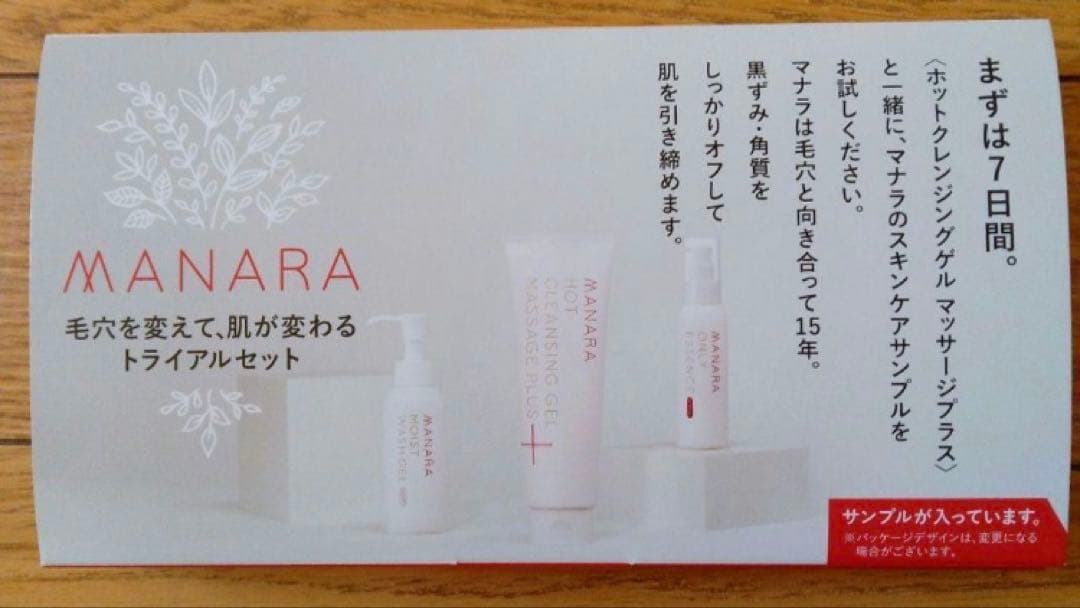 まずは7日間。
〈ホットクレンジングゲル マッサージプラス〉
と一緒に、マナラのスキンケアサンプルを
お試しください。
マナラは毛穴と向き合って15年。
黒ずみ・角質を
しっかりオフして
肌を引き締めます。
MANARA
毛穴を変えて、肌が変わる
トライアルセット
MANARA
MOIST
WASH GEL
MANARA
HOT
CLEANSING GEL
MASSAGE PLUS
+
MANARA
ONLY
ESSENCE
サンプルが入っています。
※パッケージデザインは、変更になる
場合がございます。